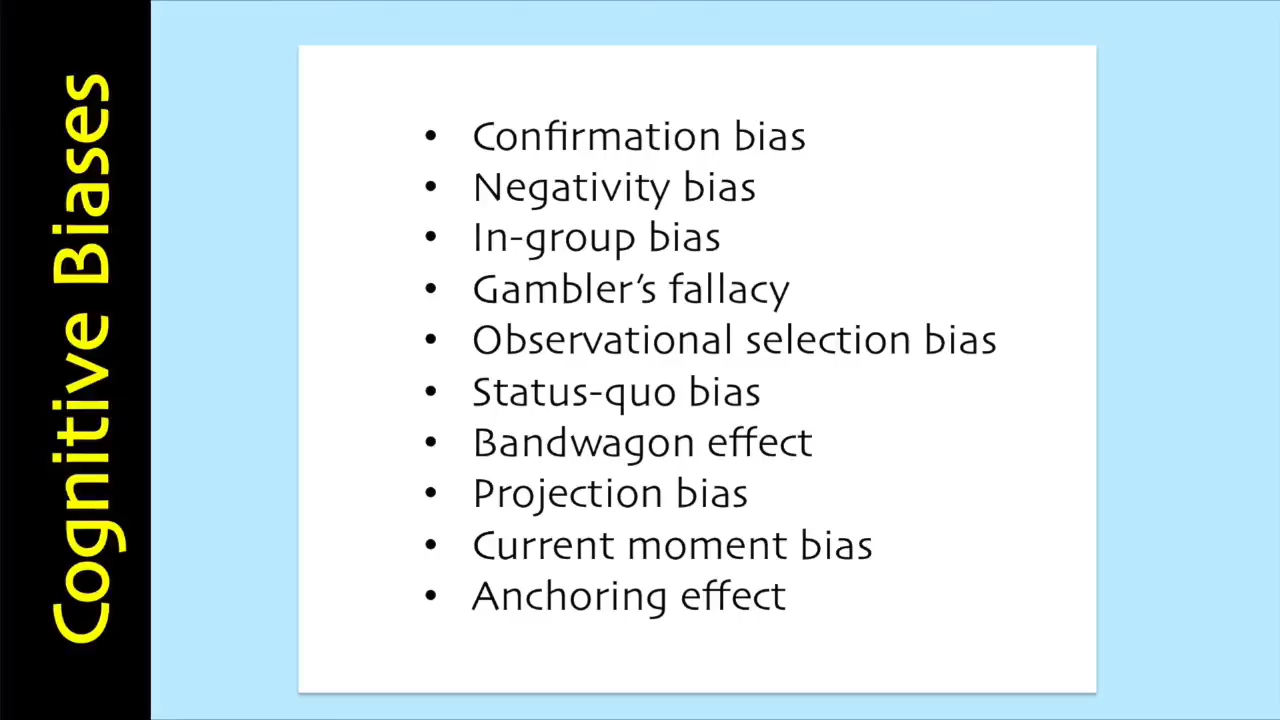 Cognitive Biases
• Confirmation bias
• Negativity bias
• In-group bias
• Gambler’s fallacy
• Observational selection bias
• Status-quo bias
• Bandwagon effect
• Projection bias
• Current moment bias
• Anchoring effect